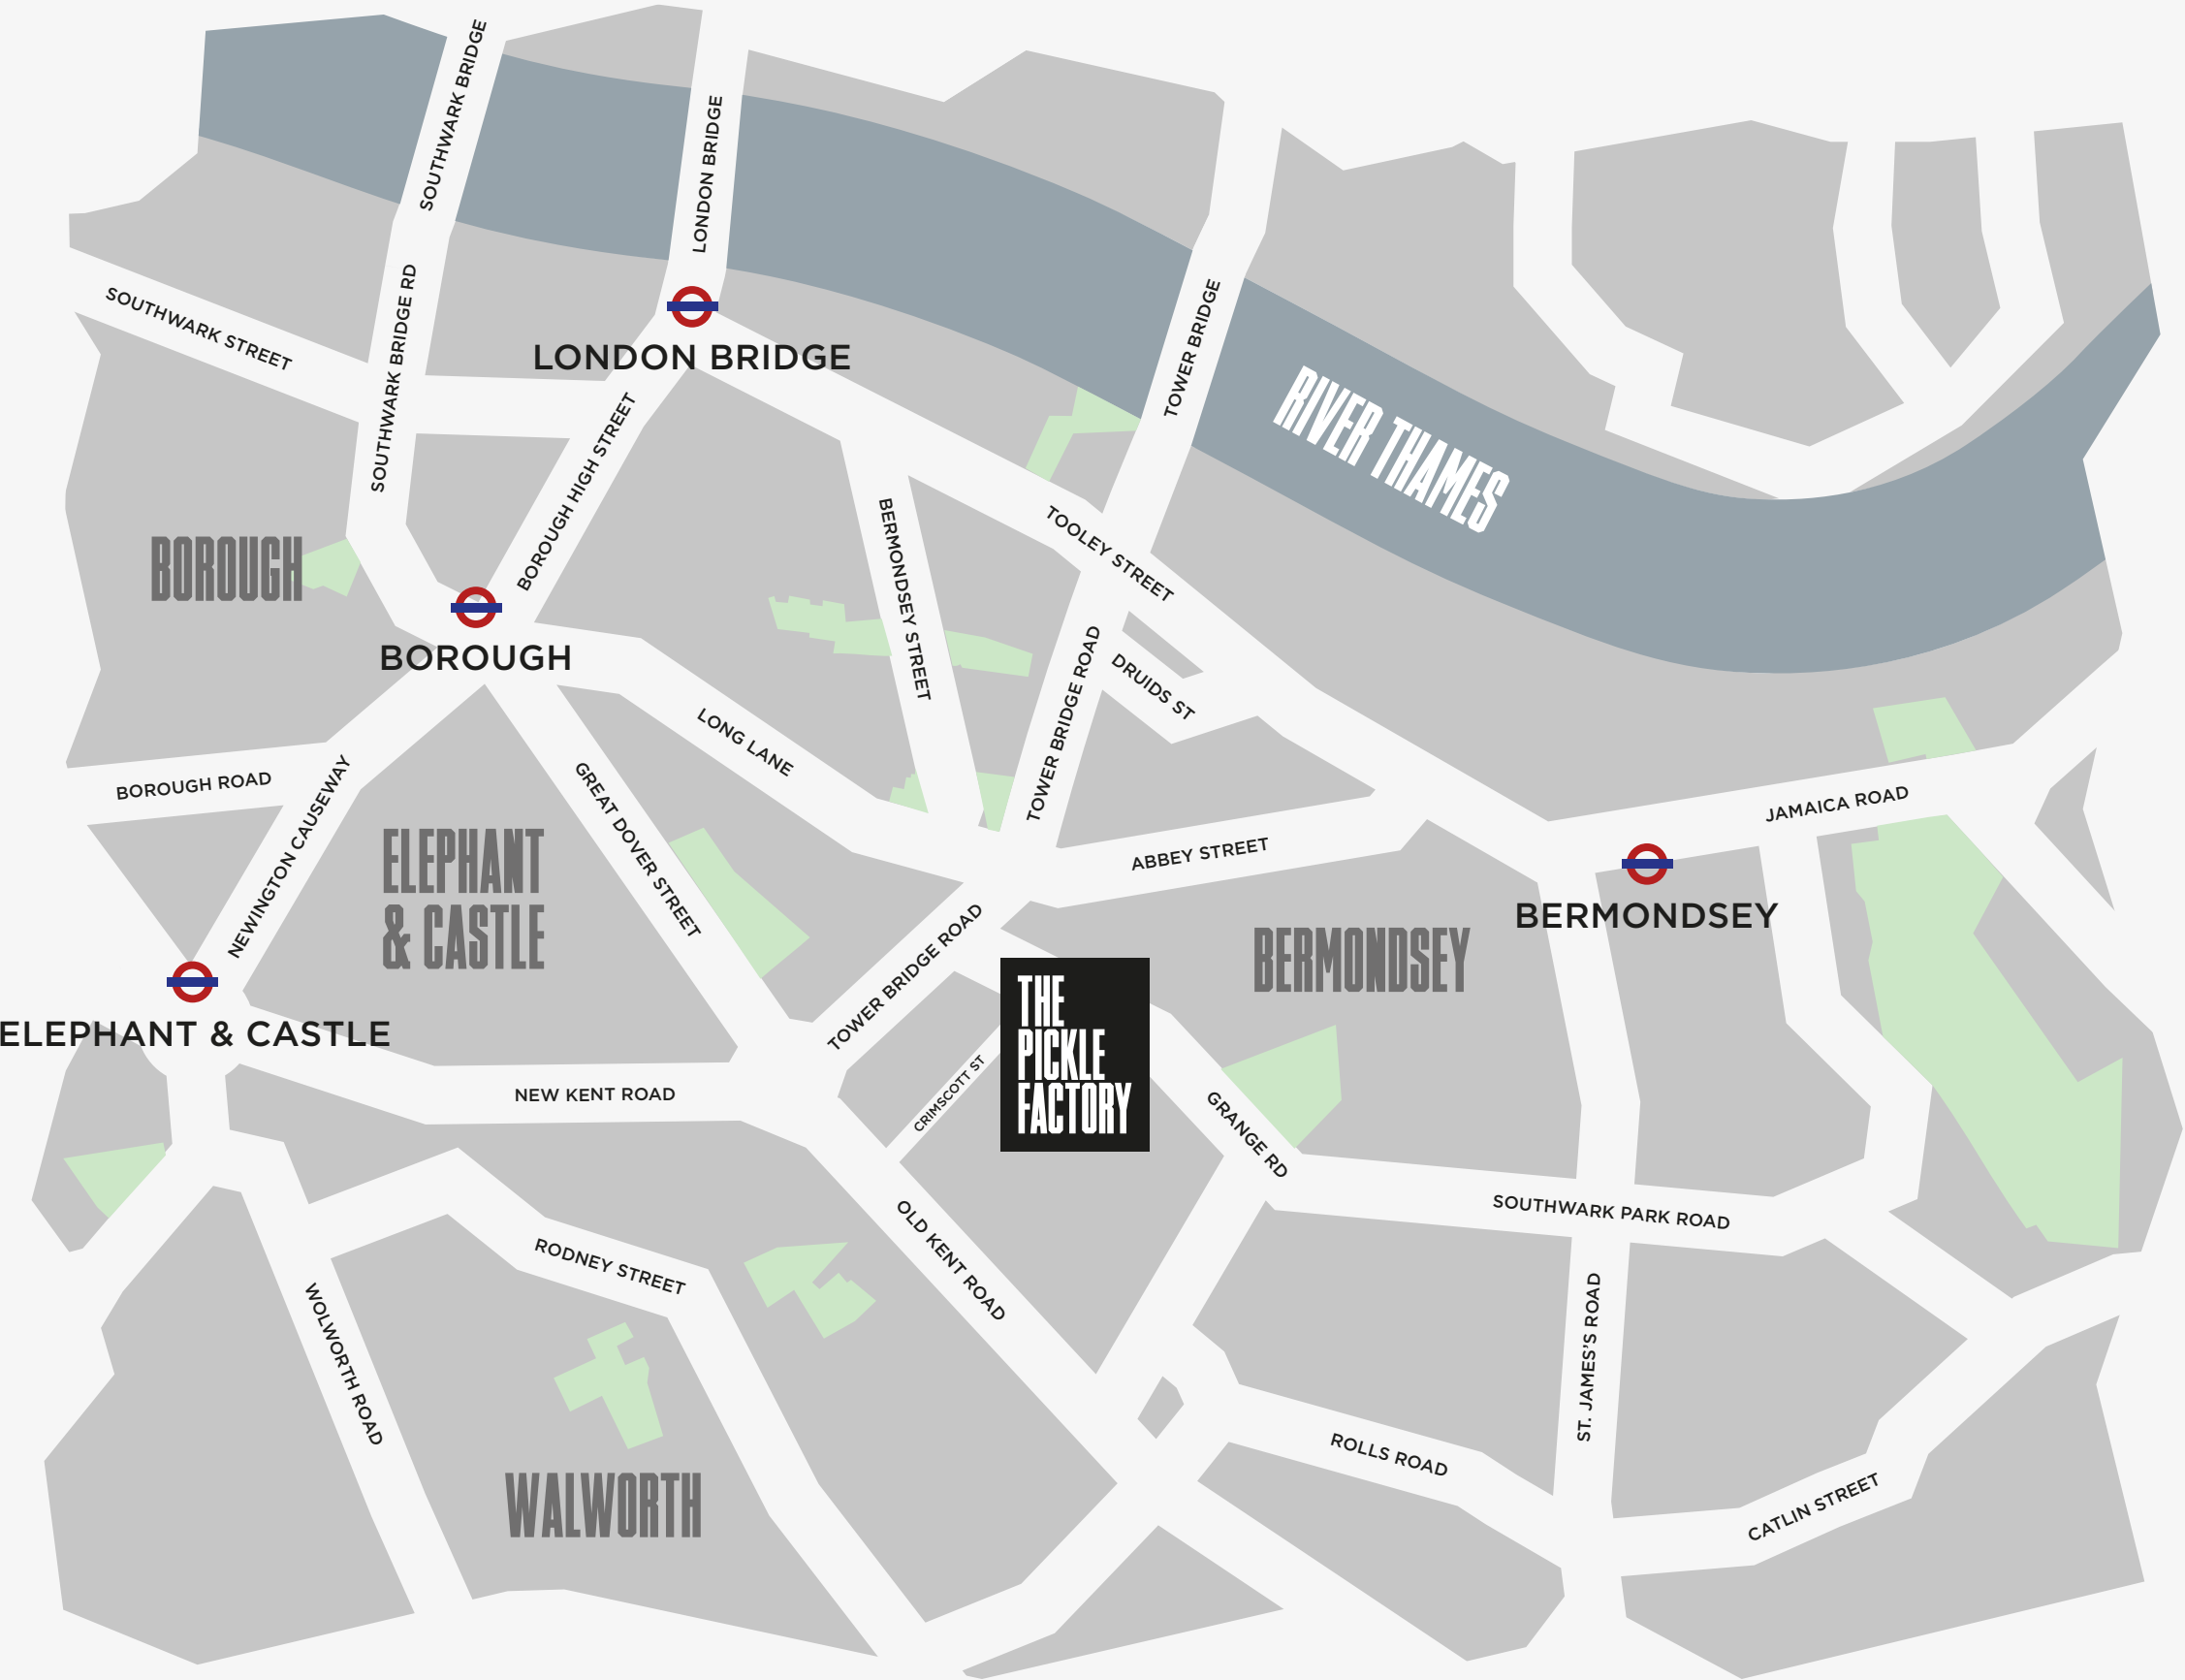 SOUTHWARK BRIDGE
LONDON BRIDGE
SOUTHWARK STREET
SOUTHWARK BRIDGE RD
LONDON BRIDGE
TOWER BRIDGE
RIVER THAMES
BOROUGH HIGH STREET
BOROUGH
BOROUGH
BERMONDSEY STREET
TOOLEY STREET
DRUIDS ST
TOWER BRIDGE ROAD
LONG LANE
BOROUGH ROAD
NEWINGTON CAUSEWAY
GREAT DOVER STREET
ELEPHANT
& CASTLE
ABBEY STREET
JAMAICA ROAD
BERMONDSEY
BERMONDSEY
TOWER BRIDGE ROAD
ELEPHANT & CASTLE
THE
PICKLE
FACTORY
CRIMSCOTT ST
NEW KENT ROAD
GRANGE RD
SOUTHWARK PARK ROAD
OLD KENT ROAD
RODNEY STREET
WOLWORTH ROAD
ST. JAMES'S ROAD
ROLLS ROAD
CATLIN STREET
WALWORTH